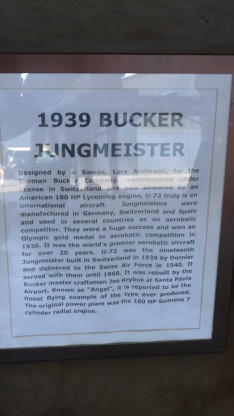 1939 BUCKER
JUNGMEISTER
Designed by a Swede, Lars Anderson, for the
German Bucker Company, manufactured under
license in Switzerland and now powered by an
American 180 HP Lycoming engine, U-72 truly is an
international aircraft. Jungmeisters were
manufactured in Germany, Switzerland and Spain
and used in several countries as an aerobatic
competitor. They were a huge success and won an
Olympic gold medal in aerobatic competition in
1936. It was the world's premier aerobatic aircraft
for over 20 years. U-72 was the nineteenth
Jungmeister built in Switzerland in 1939 by Dornier
and delivered to the Swiss Air Force in 1940. It
served with them until 1968. It was rebuilt by the
Bucker master craftsman Joe Krybus at Santa Paula
Airport. Known as "Angel", it is reported to be the
finest flying example of the type ever produced.
The original power plant was the 160 HP Seimens 7
cylinder radial engine.